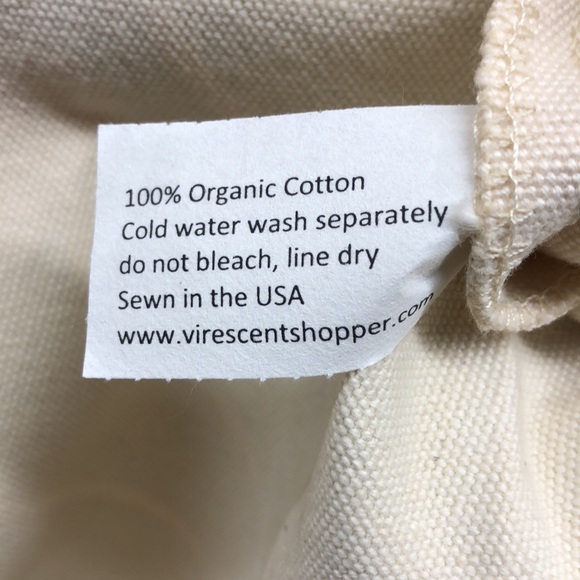 100% Organic Cotton
Cold water wash separately
do not bleach, line dry
Sewn in the USA
www.virescentshopper.com